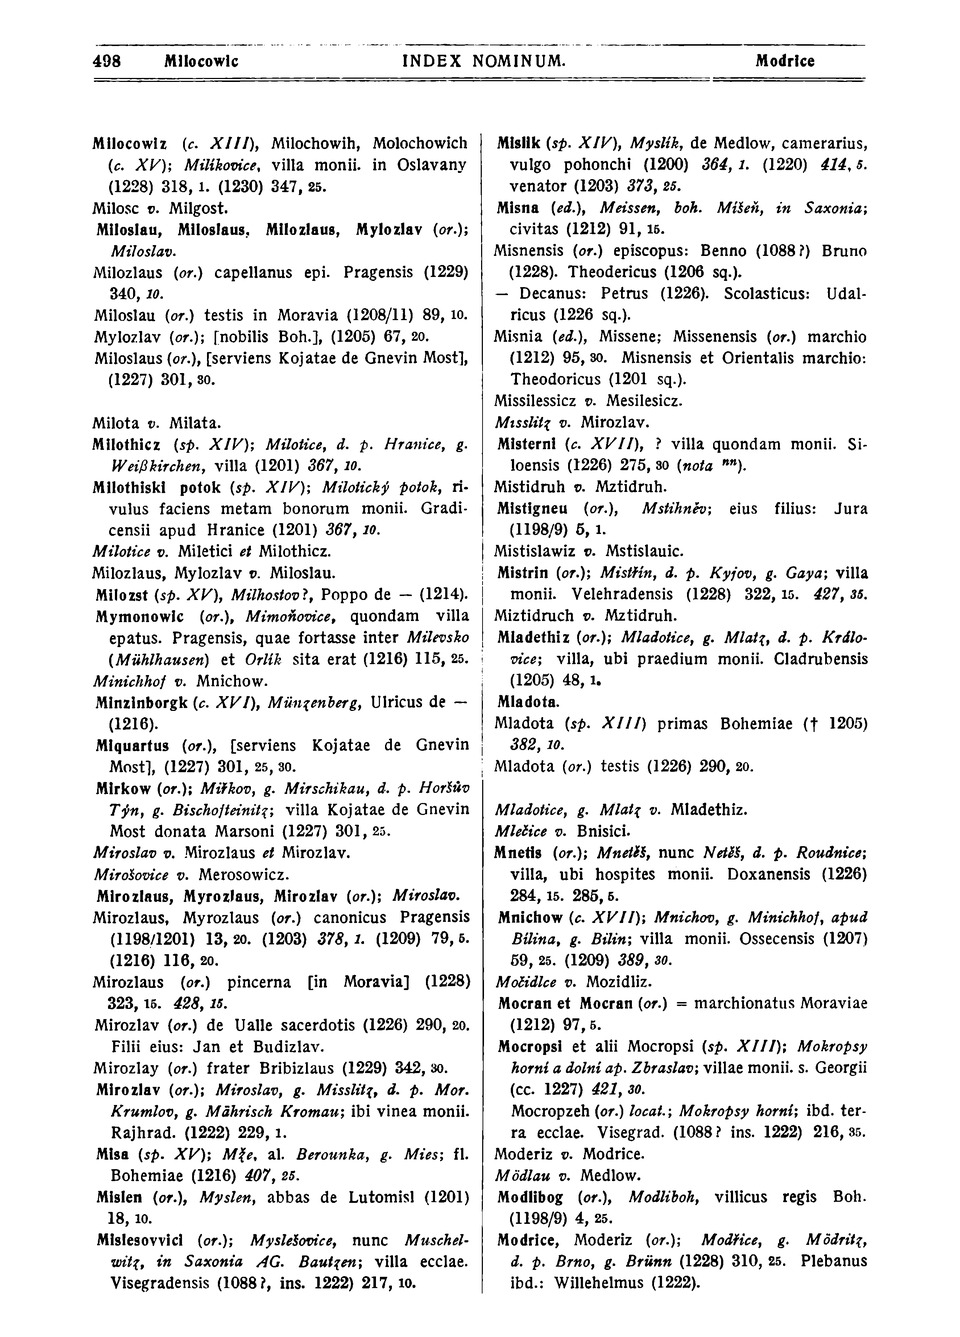 498 Milocowic INDEX NOMINUM. Modrice
Milocowiz (c. XIII), Milochowih, Molochowich
(c. XV); Milíkovice, villa monii. in Oslavany
(1228) 318, 1. (1230) 347, 25.
Milosc v. Milgost.
Miloslau, Miloslaus, Milozlaus, Mylozlav (or.);
Miloslav.
Milozlaus (or.) capellanus epi. Pragensis (1229)
340, 10.
Miloslau (or.) testis in Moravia (1208/11) 89, 10.
Mylozlav (or.); [nobilis Boh.], (1205) 67, 20.
Miloslaus (or.), [serviens Kojatae de Gnevin Most],
(1227) 301, 30.
Milota v. Milata.
Milothicz (sp. XIV); Milotice, d. p. Hranice, g.
Weißkirchen, villa (1201) 367, 10.
Milothiski potok (sp. XIV); Milotický potok, ri-
vulus faciens metam bonorum monii. Gradi-
censii apud Hranice (1201) 367, 10.
Milotice v. Miletici et Milothicz.
Milozlaus, Mylozlav v. Miloslau.
Milozst (sp. XV), Milhostov?, Poppo de — (1214).
Mymonowic (or.), Mimoňovice, quondam villa
epatus. Pragensis, quae fortasse inter Milevsko
(Mühlhausen) et Orlík sita erat (1216) 115, 25.
Minichhof v. Mnichow.
Minzinborgk (c. XVI), Münzenberg, Ulricus de —
(1216).
Miquartus (or.), [serviens Kojatae de Gnevin
Most], (1227) 301, 25, 30.
Mirkow (or.); Miřkov, g. Mirschikau, d. p. Horšův
Týn, g. Bischofteinitz; villa Kojatae de Gnevin
Most donata Marsoni (1227) 301, 25.
Miroslav v. Mirozlaus et Mirozlav.
Mirošovice v. Merosowicz.
Mirozlaus, Myrozlaus, Mirozlav (or.); Miroslav.
Mirozlaus, Myrozlaus (or.) canonicus Pragensis
(1198/1201) 13, 20. (1203) 378, 1. (1209) 79, 5.
(1216) 116, 20.
Mirozlaus (or.) pincerna [in Moravia] (1228)
323, 15. 428, 15.
Mirozlav (or.) de Ualle sacerdotis (1226) 290, 20.
Filii eius: Jan et Budizlav.
Mirozlay (or.) frater Bribizlaus (1229) 342, 30.
Mirozlav (or.); Miroslav, g. Misslitz, d. p. Mor.
Krumlov, g. Mährisch Kromau; ibi vinea monii.
Rajhrad. (1222) 229, 1.
Misa (sp. XV); Mže, al. Berounka, g. Mies; fl.
Bohemiae (1216) 407, 25.
Mislen (or.), Myslen, abbas de Lutomisl (1201)
18, 10.
Mislesovvici (or.); Myslešovice, nunc Muschel-
witz, in Saxonia AG. Bautzen; villa ecclae.
Visegradensis (1088?, ins. 1222) 217, 10.
Mislik (sp. XIV), Myslík, de Medlow, camerarius,
vulgo pohonchi (1200) 364, 1. (1220) 414, 5.
venator (1203) 373, 25.
Misna (ed.), Meissen, boh. Míšeň, in Saxonia;
civitas (1212) 91, 15.
Misnensis (or.) episcopus: Benno (1088?) Bruno
(1228). Theodericus (1206 sq.).
— Decanus: Petrus (1226). Scolasticus: Udal-
ricus (1226 sq.).
Misnia (ed.), Missene; Missenensis (or.) marchio
(1212) 95, 30. Misnensis et Orientalis marchio:
Theodoricus (1201 sq.).
Missilessicz v. Mesilesicz.
Misslitz v. Mirozlav.
Misterni (c. XVII), ? villa quondam monii. Si-
loensis (1226) 275, 30 (nota nn).
Mistidruh v. Mztidruh.
Mistigneu (or.), Mstihněv; eius filius: Jura
(1198/9) 5, 1.
Mistislawiz v. Mstislauic.
Mistrin (or.); Mistřín, d. p. Kyjov, g. Gaya; villa
monii. Velehradensis (1228) 322, 15. 427, 35.
Miztidruch v. Mztidruh.
Mladethiz (or.); Mladotice, g. Mlatz, d. p. Králo-
vice; villa, ubi praedium monii. Cladrubensis
(1205) 48, 1.
Mladota.
Mladota (sp. XIII) primas Bohemiae († 1205)
382, 10.
Mladota (or.) testis (1226) 290, 20.
Mladotice, g. Mlatz v. Mladethiz.
Mlečice v. Bnisici.
Mnetis (or.); Mnetěš, nunc Netěš, d. p. Roudnice;
villa, ubi hospites monii. Doxanensis (1226)
284, 15. 285, 5.
Mnichow (c. XVII); Mnichov, g. Minichhof, apud
Bílina, g. Bilin; villa monii. Ossecensis (1207)
59, 25. (1209) 389, 30.
Močidlce v. Mozidliz.
Mocran et Mocran (or.) = marchionatus Moraviae
(1212) 97, 5.
Mocropsi et alii Mocropsi (sp. XIII); Mokropsy
horní a dolní ap. Zbraslav; villae monii. s. Georgii
(cc. 1227) 421, 30.
Mocropzeh (or.) locat.; Mokropsy horní; ibd. ter-
ra ecclae. Visegrad. (1088? ins. 1222) 216, 35.
Moderiz v. Modrice.
Mödlau v. Medlow.
Modlibog (or.), Modliboh, villicus regis Boh.
(1198/9) 4, 25.
Modrice, Moderiz (or.); Modřice, g. Mödritz,
d. p. Brno, g. Brünn (1228) 310, 25. Plebanus
ibd.: Willehelmus (1222).